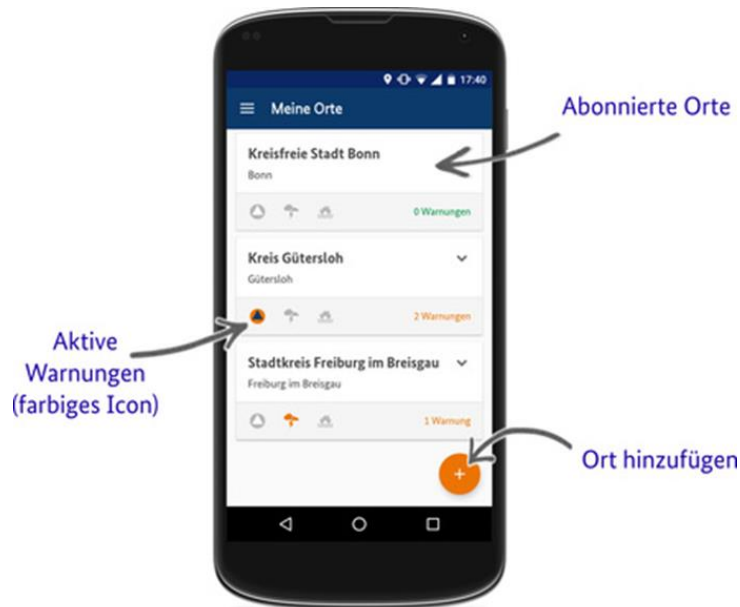 17:40
Meine Orte
Abonnierte Orte
Kreisfreie Stadt Bonn
Bonn
0 Warnungen
Kreis Gütersloh
Gütersloh
2 Warnungen
Aktive
Warnungen
(farbiges Icon)
Stadtkreis Freiburg im Breisgau
Freiburg im Breisgau
1 Warnung
+
Ort hinzufügen